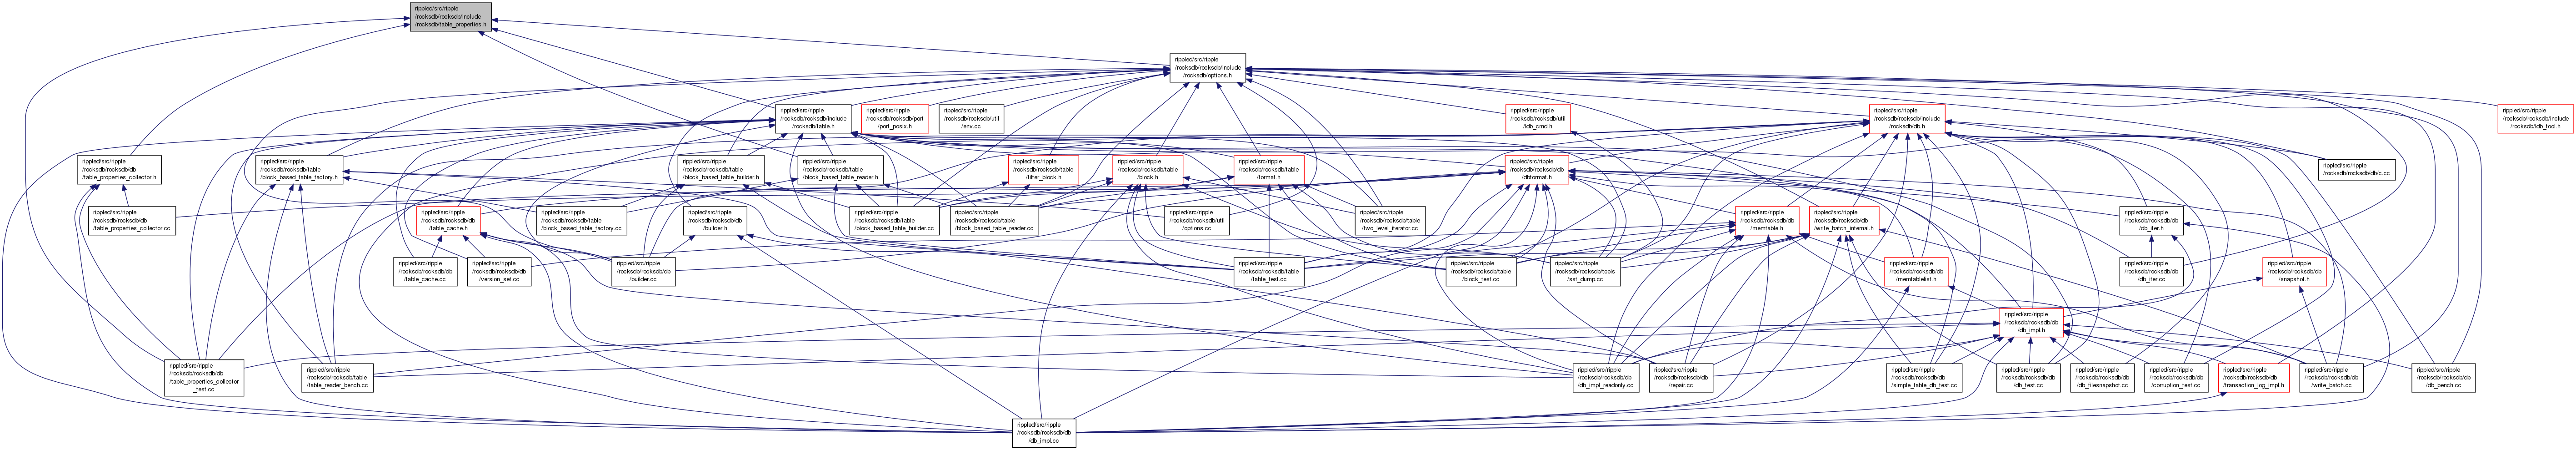 rippled/src/ripple
/rocksdb/rocksdb/include
/rocksdb/table_properties.h
rippled/src/ripple
/rocksdb/rocksdb/include
/rocksdb/options.h
rippled/src/ripple
/rocksdb/rocksdb/include
/rocksdb/table.h
rippled/src/ripple
/rocksdb/rocksdb/port
/port_posix.h
rippled/src/ripple
/rocksdb/rocksdb/util
/env.cc
rippled/src/ripple
/rocksdb/rocksdb/util
/ldb_cmd.h
rippled/src/ripple
/rocksdb/rocksdb/include
/rocksdb/db.h
rippled/src/ripple
/rocksdb/rocksdb/include
/rocksdb/ldb_tool.h
rippled/src/ripple
/rocksdb/rocksdb/db
/table_properties_collector.h
rippled/src/ripple
/rocksdb/rocksdb/table
/block_based_table_factory.h
rippled/src/ripple
/rocksdb/rocksdb/table
/block_based_table_builder.h
rippled/src/ripple
/rocksdb/rocksdb/table
/block_based_table_reader.h
rippled/src/ripple
/rocksdb/rocksdb/table
/filter_block.h
rippled/src/ripple
/rocksdb/rocksdb/table
/block.h
rippled/src/ripple
/rocksdb/rocksdb/table
/format.h
rippled/src/ripple
/rocksdb/rocksdb/db
/dbformat.h
rippled/src/ripple
/rocksdb/rocksdb/db/c.cc
rippled/src/ripple
/rocksdb/rocksdb/db
/table_properties_collector.cc
rippled/src/ripple
/rocksdb/rocksdb/db
/table_cache.h
rippled/src/ripple
/rocksdb/rocksdb/table
/block_based_table_factory.cc
rippled/src/ripple
/rocksdb/rocksdb/db
/builder.h
rippled/src/ripple
/rocksdb/rocksdb/table
/block_based_table_builder.cc
rippled/src/ripple
/rocksdb/rocksdb/table
/block_based_table_reader.cc
rippled/src/ripple
/rocksdb/rocksdb/util
/options.cc
rippled/src/ripple
/rocksdb/rocksdb/table
/two_level_iterator.cc
rippled/src/ripple
/rocksdb/rocksdb/db
/memtable.h
rippled/src/ripple
/rocksdb/rocksdb/db
/write_batch_internal.h
rippled/src/ripple
/rocksdb/rocksdb/db
/db_iter.h
rippled/src/ripple
/rocksdb/rocksdb/db
/table_cache.cc
rippled/src/ripple
/rocksdb/rocksdb/db
/version_set.cc
rippled/src/ripple
/rocksdb/rocksdb/db
/builder.cc
rippled/src/ripple
/rocksdb/rocksdb/table
/table_test.cc
rippled/src/ripple
/rocksdb/rocksdb/table
/block_test.cc
rippled/src/ripple
/rocksdb/rocksdb/tools
/sst_dump.cc
rippled/src/ripple
/rocksdb/rocksdb/db
/memtablelist.h
rippled/src/ripple
/rocksdb/rocksdb/db
/db_iter.cc
rippled/src/ripple
/rocksdb/rocksdb/db
/snapshot.h
rippled/src/ripple
/rocksdb/rocksdb/db
/db_impl.h
rippled/src/ripple
/rocksdb/rocksdb/db
/table_properties_collector
_test.cc
rippled/src/ripple
/rocksdb/rocksdb/table
/table_reader_bench.cc
rippled/src/ripple
/rocksdb/rocksdb/db
/db_impl_readonly.cc
rippled/src/ripple
/rocksdb/rocksdb/db
/repair.cc
rippled/src/ripple
/rocksdb/rocksdb/db
/simple_table_db_test.cc
rippled/src/ripple
/rocksdb/rocksdb/db
/db_test.cc
rippled/src/ripple
/rocksdb/rocksdb/db
/db_filesnapshot.cc
rippled/src/ripple
/rocksdb/rocksdb/db
/corruption_test.cc
rippled/src/ripple
/rocksdb/rocksdb/db
/transaction_log_impl.h
rippled/src/ripple
/rocksdb/rocksdb/db
/write_batch.cc
rippled/src/ripple
/rocksdb/rocksdb/db
/db_bench.cc
rippled/src/ripple
/rocksdb/rocksdb/db
/db_impl.cc